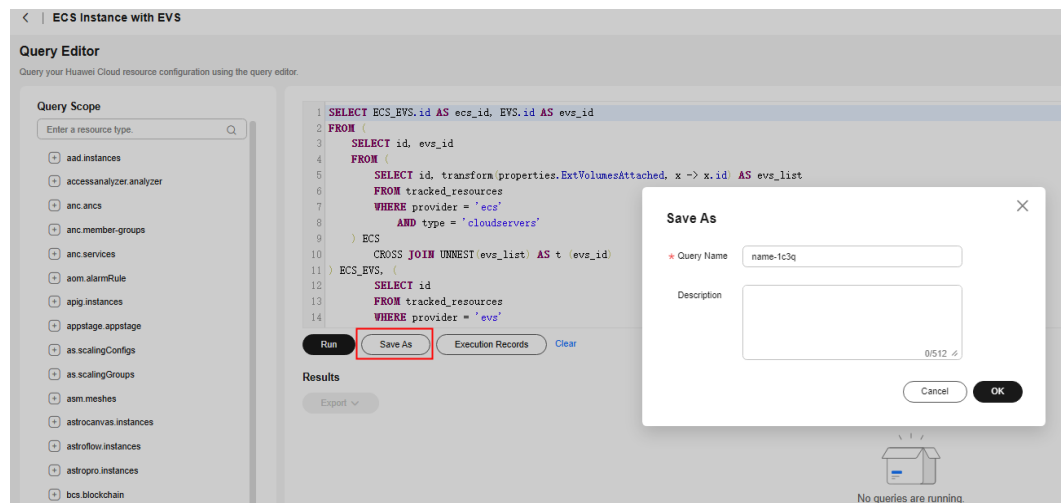 < | ECS Instance with EVS
Query Editor
Query your Huawei Cloud resource configuration using the query editor.
Query Scope
Enter a resource type.
+ aad.instances
+ accessanalyzer.analyzer
+ anc.ancs
+ anc.member-groups
+ anc.services
+ aom.alarmRule
+ apig.instances
+ appstage.appstage
+ as.scalingConfigs
+ as.scalingGroups
+ asm.meshes
+ astrocanvas.instances
+ astroflow.instances
+ astropro.instances
+ bcs.blockchain
1 SELECT ECS_EVS.id AS ecs_id, EVS.id AS evs_id
2 FROM (
3 SELECT id, evs_id
4 FROM (
5 SELECT id, transform(properties.ExtVolumesAttached, x -> x.id) AS evs_list
6 FROM tracked_resources
7 WHERE provider = 'ecs'
8 AND type = 'cloudservers'
9 ) ECS
10 CROSS JOIN UNNEST(evs_list) AS t (evs_id)
11 ) ECS_EVS, (
12 SELECT id
13 FROM tracked_resources
14 WHERE provider = 'evs'
Run Save As Execution Records Clear
Results
Export
No queries are running.
Save As
* Query Name name-1c3q
Description
0/512
Cancel OK